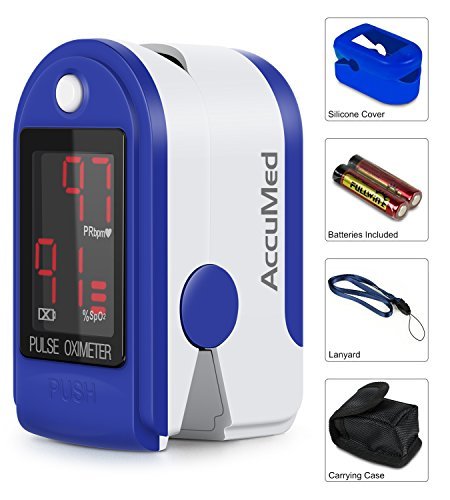 97
PRbpm
91
%SpO2
PULSE OXIMETER
PUSH
AccuMed
Silicone Cover
Batteries Included
Lanyard
Carrying Case